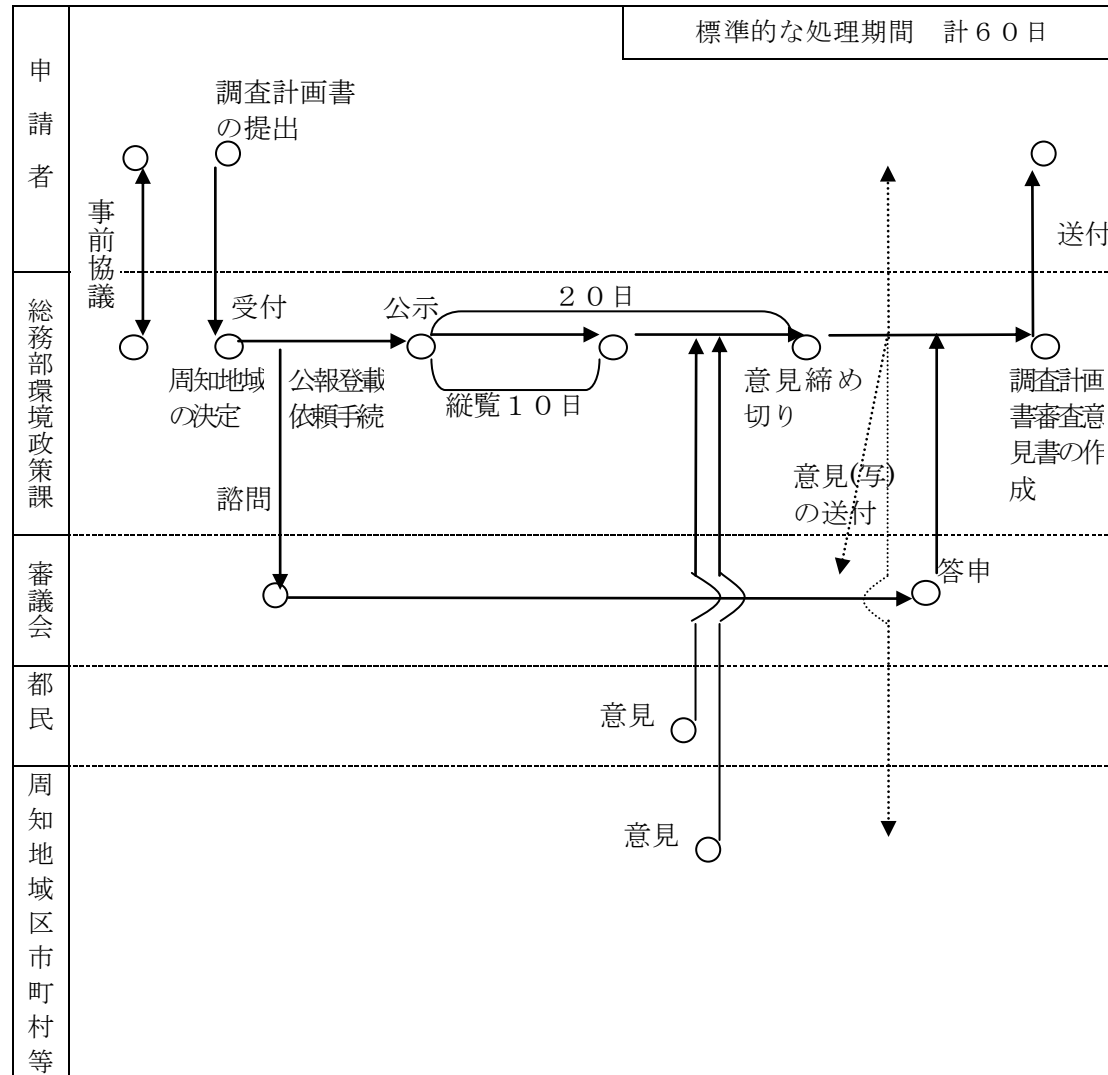 標準的な処理期間　計６０日
申請者
調査計画書
の提出
事前協議
送付
総務部環境政策課
受付
公示
２０日
周知地域
の決定
公報登載
依頼手続
縦覧１０日
意見締め
切り
調査計画
書審査意
見書の作
成
諮問
意見(写)
の送付
審議会
答申
都民
意見
周知地域区市町村等
意見